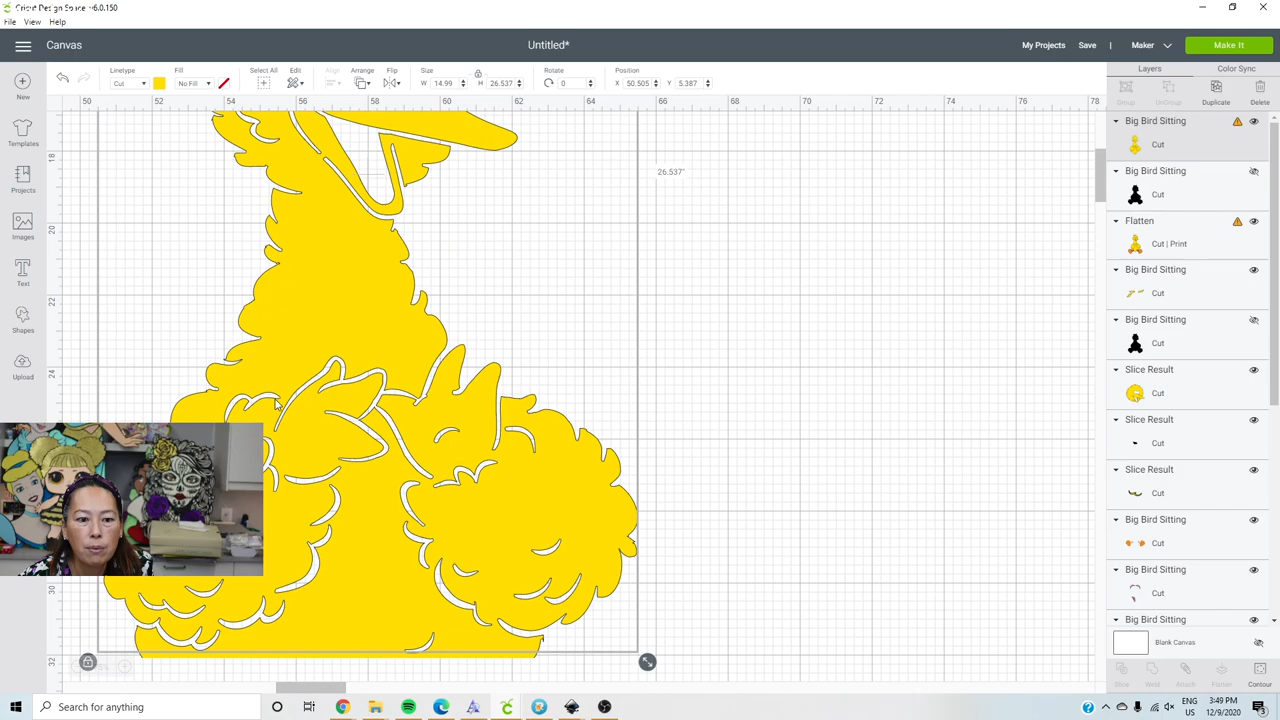 Cricut Design Space v6.0.150
File View Help
Canvas
Untitled*
My Projects Save | Maker Make It
Linetype Fill Select All Edit Align Arrange Flip Size Rotate Position
Cut No Fill W 14.99 H 26.537 0 X 50.505 Y 5.387
Layers Color Sync
Group UnGroup Duplicate Delete
New
Templates
Projects
Images
Text
Shapes
Upload
50 52 54 56 58 60 62 64 66 68 70 72 74 76 78
18
20
22
24
30
32
26.537"
Big Bird Sitting
Cut
Big Bird Sitting
Cut
Flatten
Cut | Print
Big Bird Sitting
Cut
Big Bird Sitting
Cut
Slice Result
Cut
Slice Result
Cut
Slice Result
Cut
Big Bird Sitting
Cut
Big Bird Sitting
Cut
Big Bird Sitting
Blank Canvas
Slice Weld Attach Flatten Contour
Search for anything
ENG
US
3:49 PM
12/9/2020